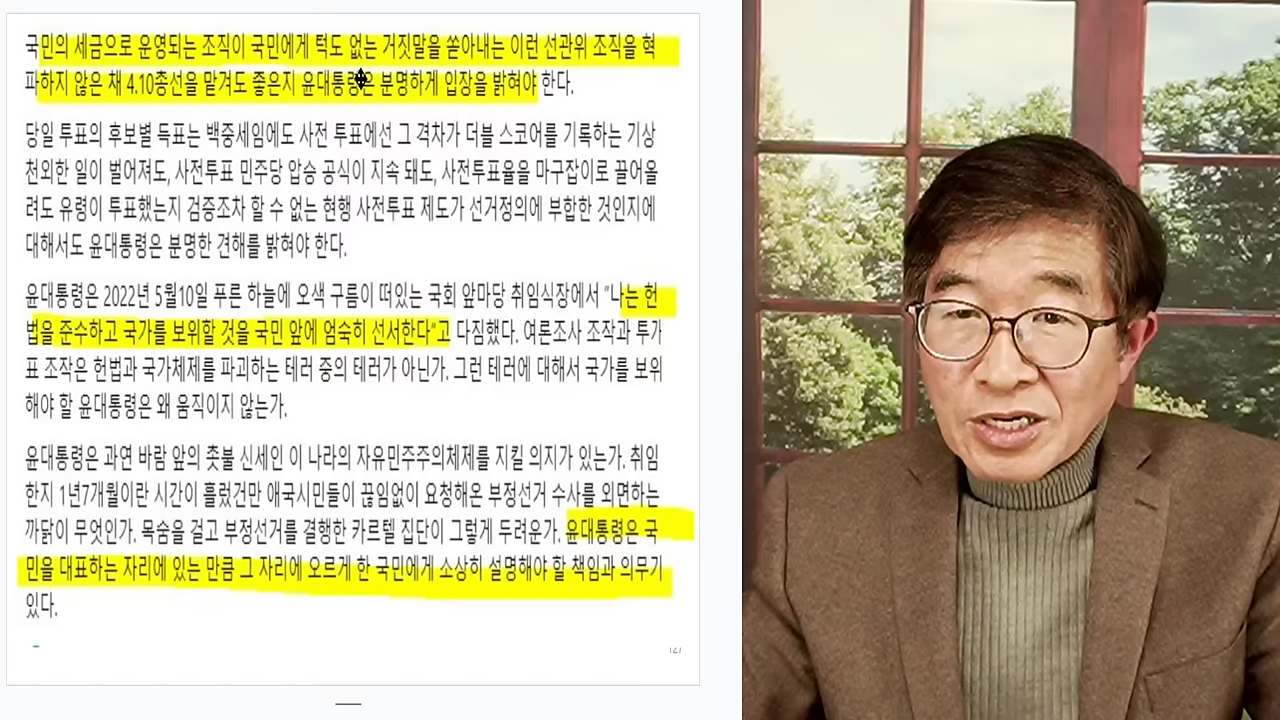 국민의 세금으로 운영되는 조직이 국민에게 턱도 없는 거짓말을 쏟아내는 이런 선관위 조직을 혁
파하지 않은 채 4.10총선을 맡겨도 좋은지 윤대통령은 분명하게 입장을 밝혀야 한다.
당일 투표의 후보별 득표는 백중세임에도 사전 투표에선 그 격차가 더블 스코어를 기록하는 기상
천외한 일이 벌어져도, 사전투표 민주당 압승 공식이 지속 돼도, 사전투표율을 마구잡이로 끌어올
려도 유령이 투표했는지 검증조차 할 수 없는 현행 사전투표 제도가 선거정의에 부합한 것인지에
대해서도 윤대통령은 분명한 견해를 밝혀야 한다.
윤대통령은 2022년 5월10일 푸른 하늘에 오색 구름이 떠있는 국회 앞마당 취임식장에서 "나는 헌
법을 준수하고 국가를 보위할 것을 국민 앞에 엄숙히 선서한다"고 다짐했다. 여론조사 조작과 투개
표 조작은 헌법과 국가체제를 파괴하는 테러 중의 테러가 아닌가. 그런 테러에 대해서 국가를 보위
해야 할 윤대통령은 왜 움직이지 않는가.
윤대통령은 과연 바람 앞의 촛불 신세인 이 나라의 자유민주주의체제를 지킬 의지가 있는가. 취임
한지 1년7개월이란 시간이 흘렀건만 애국시민들이 끊임없이 요청해온 부정선거 수사를 외면하는
까닭이 무엇인가. 목숨을 걸고 부정선거를 결행한 카르텔 집단이 그렇게 두려운가. 윤대통령은 국
민을 대표하는 자리에 있는 만큼 그 자리에 오르게 한 국민에게 소상히 설명해야 할 책임과 의무가
있다.